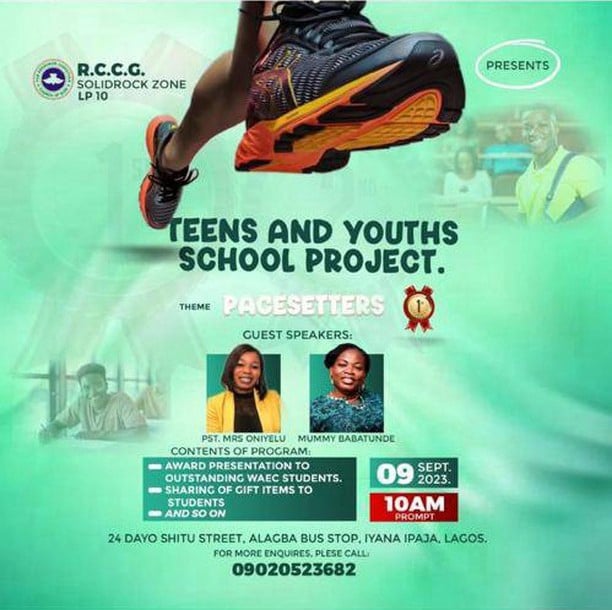 R.C.C.G.
SOLIDROCK ZONE
LP 10
PRESENTS
TEENS AND YOUTHS
SCHOOL PROJECT.
THEME PACESETTERS 1st
GUEST SPEAKERS:
PST. MRS ONIYELU
MUMMY BABATUNDE
CONTENTS OF PROGRAM:
AWARD PRESENTATION TO
OUTSTANDING WAEC STUDENTS.
SHARING OF GIFT ITEMS TO
STUDENTS
AND SO ON
09 SEPT.
2023.
10AM
PROMPT
24 DAYO SHITU STREET, ALAGBA BUS STOP, IYANA IPAJA, LAGOS.
FOR MORE ENQUIRES, PLESE CALL:
09020523682